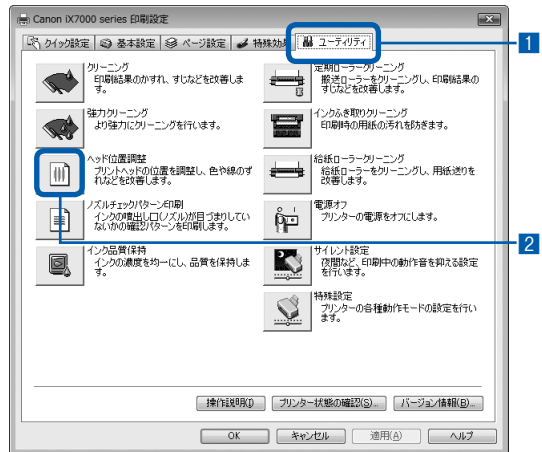 Canon iX7000 series 印刷設定
クイック設定 基本設定 ページ設定 特殊効果 ユーティリティ
1
クリーニング
印刷結果のかすれ、すじなどを改善しま
す。
定期ローラークリーニング
搬送ローラーをクリーニングし、印刷結果の
すじなどを改善します。
強力クリーニング
より強力にクリーニングを行います。
インクふき取りクリーニング
印刷時の用紙の汚れを防ぎます。
ヘッド位置調整
プリントヘッドの位置を調整し、色や線のず
れなどを改善します。
給紙ローラークリーニング
給紙ローラーをクリーニングし、用紙送りを
改善します。
ノズルチェックパターン印刷
インクの噴出し口(ノズル)が目づまりしてい
ないかの確認パターンを印刷します。
電源オフ
プリンターの電源をオフにします。
2
インク品質保持
インクの濃度を均一にし、品質を保持しま
す。
サイレント設定
夜間など、印刷中の動作音を抑える設定
を行います。
特殊設定
プリンターの各種動作モードの設定を行い
ます。
操作説明(I) プリンター状態の確認(S)... バージョン情報(B)...
OK キャンセル 適用(A) ヘルプ